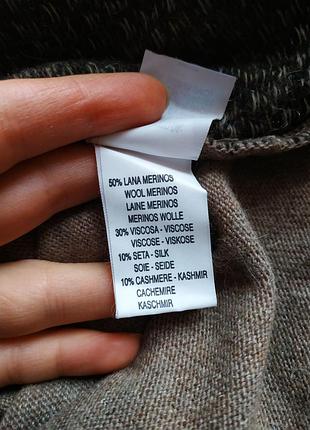 50% LANA MERINOS
WOOL MERINOS
LAINE MERINOS
MERINOS WOLLE
30% VISCOSA - VISCOSE
VISCOSE - VISKOSE
10% SETA - SILK
SOIE - SEIDE
10% CASHMERE - KASHMIR
CACHEMIRE
KASCHMIR